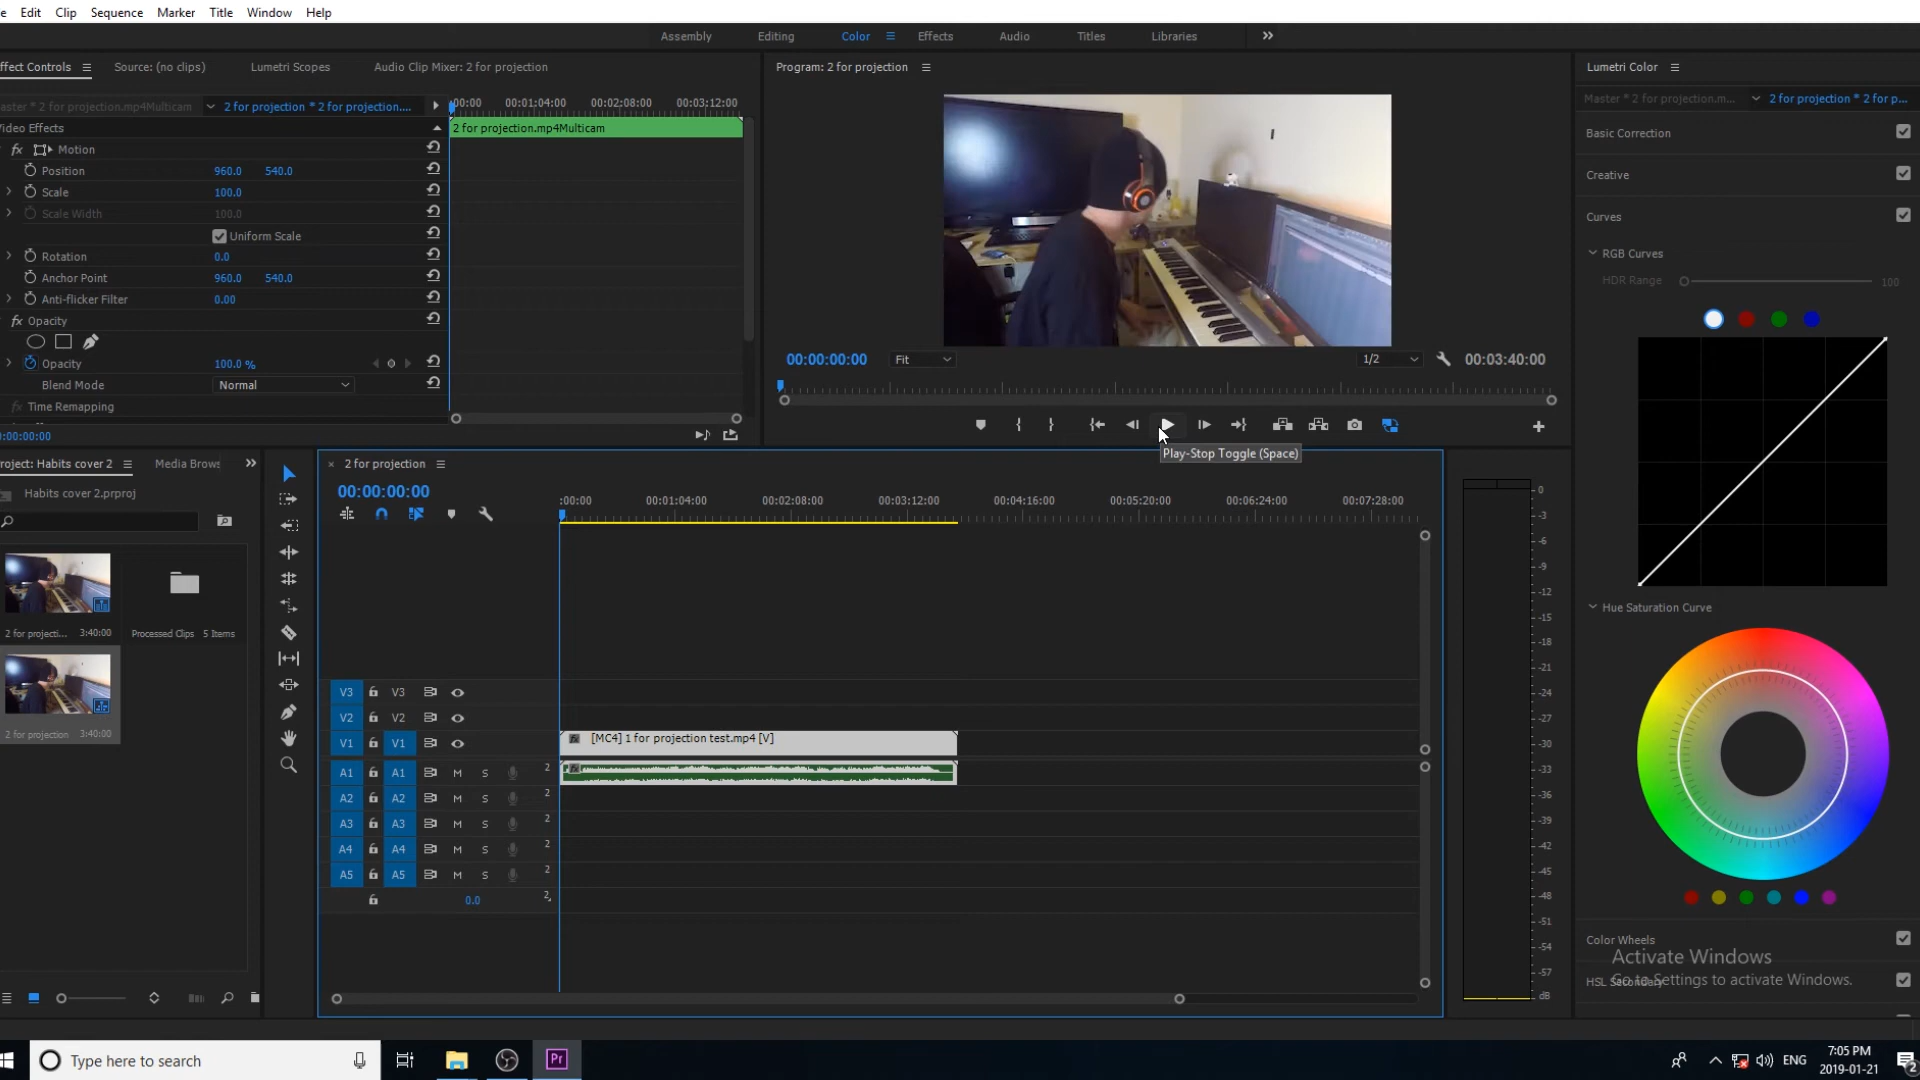 e Edit Clip Sequence Marker Title Window Help
Assembly Editing Color Effects Audio Titles Libraries
ffect Controls Source: (no clips) Lumetri Scopes Audio Clip Mixer: 2 for projection
aster * 2 for projection.mp4Multicam 2 for projection * 2 for projection....
:00:00 00:01:04:00 00:02:08:00 00:03:12:00
ideo Effects
2 for projection.mp4Multicam
fx Motion
Position 960.0 540.0
Scale 100.0
Scale Width 100.0
Uniform Scale
Rotation 0.0
Anchor Point 960.0 540.0
Anti-flicker Filter 0.00
fx Opacity
Opacity 100.0 %
Blend Mode Normal
fx Time Remapping
0:00:00:00
Program: 2 for projection
00:00:00:00 Fit 1/2 00:03:40:00
Play-Stop Toggle (Space)
Lumetri Color
Master * 2 for projection.m... 2 for projection * 2 for p...
Basic Correction
Creative
Curves
RGB Curves
HDR Range 100
Hue Saturation Curve
Color Wheels
HSL Secondary
Activate Windows
Go to Settings to activate Windows.
roject: Habits cover 2 Media Brows
Habits cover 2.prproj
2 for projecti... 3:40:00
Processed Clips 5 Items
2 for projection 3:40:00
× 2 for projection
00:00:00:00
:00:00 00:01:04:00 00:02:08:00 00:03:12:00 00:04:16:00 00:05:20:00 00:06:24:00 00:07:28:00
V3 V3
V2 V2
V1 V1
[MC4] 1 for projection test.mp4 [V]
A1 A1 M S 2
A2 A2 M S 2
A3 A3 M S 2
A4 A4 M S 2
A5 A5 M S 2
0.0 2
0
-3
-6
-9
-12
-15
-18
-21
-24
-27
-30
-33
-36
-39
-42
-45
-48
-51
-54
-57
dB
Type here to search
Pr
ENG
7:05 PM
2019-01-21
2